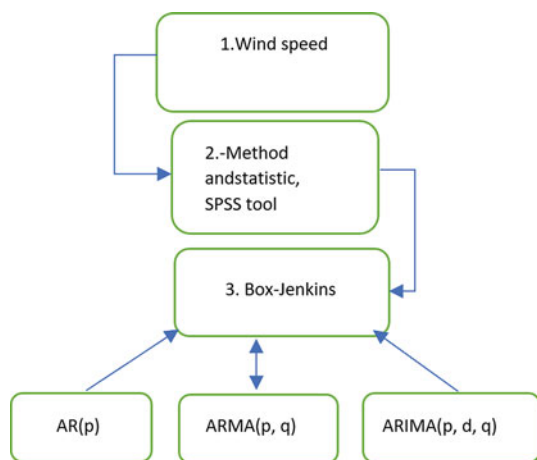 1.Wind speed
2.-Method
andstatistic,
SPSS tool
3. Box-Jenkins
AR(p)
ARMA(p, q)
ARIMA(p, d, q)